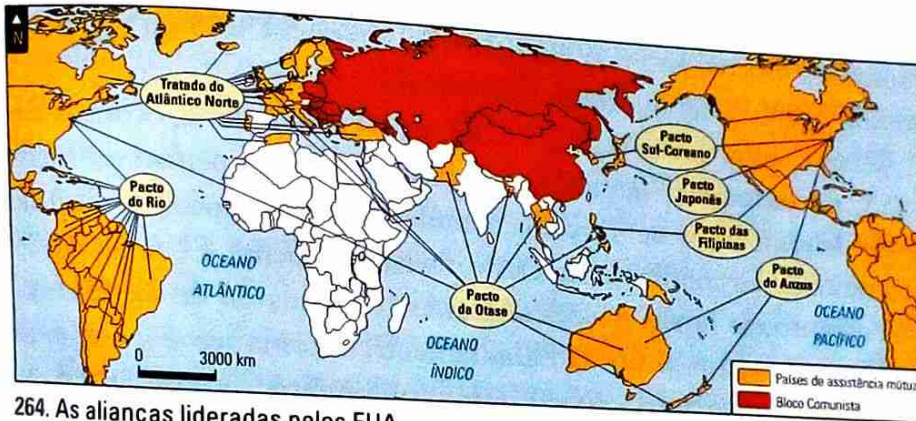 N
Tratado do
Atlântico Norte
Pacto
do Rio
OCEANO
ATLÂNTICO
0 3000 km
Pacto
da Otase
OCEANO
ÍNDICO
Pacto
Sul-Coreano
Pacto
Japonês
Pacto das
Filipinas
Pacto
do Anzus
OCEANO
PACÍFICO
Países de assistência mútua
Bloco Comunista
264. As alianças lideradas pelos EUA